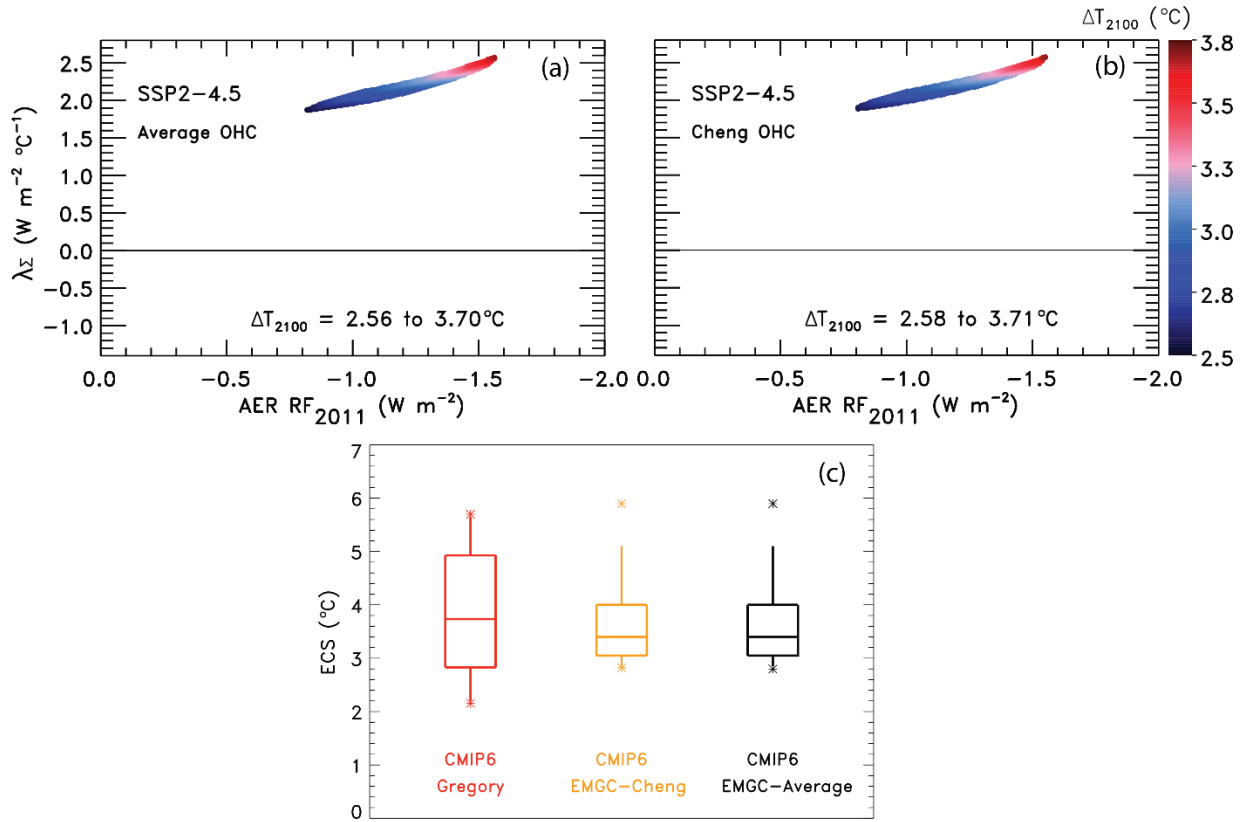 ΔT2100 (°C)
(a)
SSP2-4.5
Average OHC
ΔT2100 = 2.56 to 3.70°C
λΣ (W m−2 °C−1)
2.5
2.0
1.5
1.0
0.5
0.0
−0.5
−1.0
0.0 −0.5 −1.0 −1.5 −2.0
AER RF2011 (W m−2)
(b)
SSP2-4.5
Cheng OHC
ΔT2100 = 2.58 to 3.71°C
0.0 −0.5 −1.0 −1.5 −2.0
AER RF2011 (W m−2)
3.8
3.5
3.3
3.0
2.8
2.5
(c)
ECS (°C)
7
6
5
4
3
2
1
0
CMIP6
Gregory
CMIP6
EMGC−Cheng
CMIP6
EMGC−Average